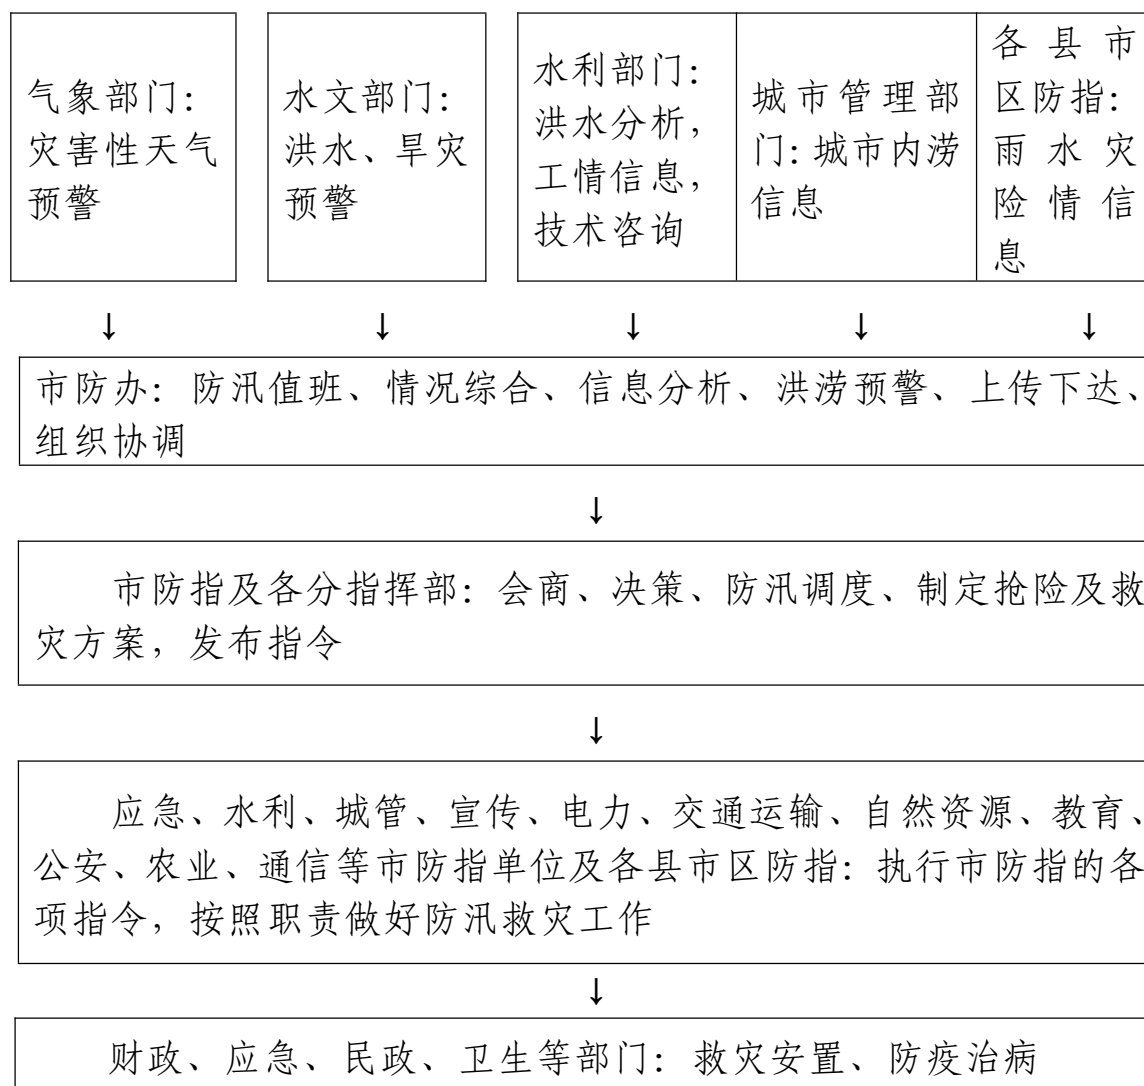 气象部门：
灾害性天气
预警
水文部门：
洪水、旱灾
预警
水利部门：
洪水分析，
工情信息，
技术咨询
城市管理部
门：城市内涝
信息
各县市
区防指：
雨水灾
险情信
息
↓ ↓ ↓ ↓ ↓
市防办：防汛值班、情况综合、信息分析、洪涝预警、上传下达、
组织协调
↓
市防指及各分指挥部：会商、决策、防汛调度、制定抢险及救
灾方案，发布指令
↓
应急、水利、城管、宣传、电力、交通运输、自然资源、教育、
公安、农业、通信等市防指单位及各县市区防指：执行市防指的各
项指令，按照职责做好防汛救灾工作
↓
财政、应急、民政、卫生等部门：救灾安置、防疫治病